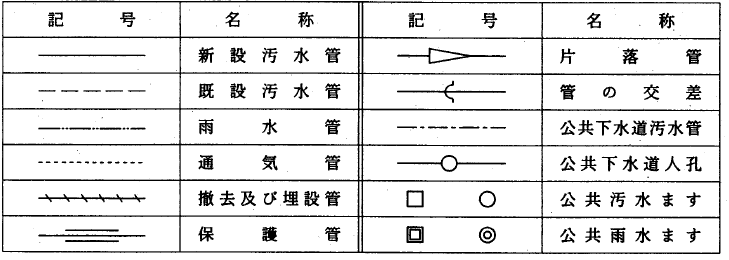 記号 名称 記号 名称
新設汚水管 片落管
既設汚水管 管の交差
雨水管 公共下水道汚水管
通気管 公共下水道人孔
撤去及び埋設管 公共汚水ます
保護管 公共雨水ます